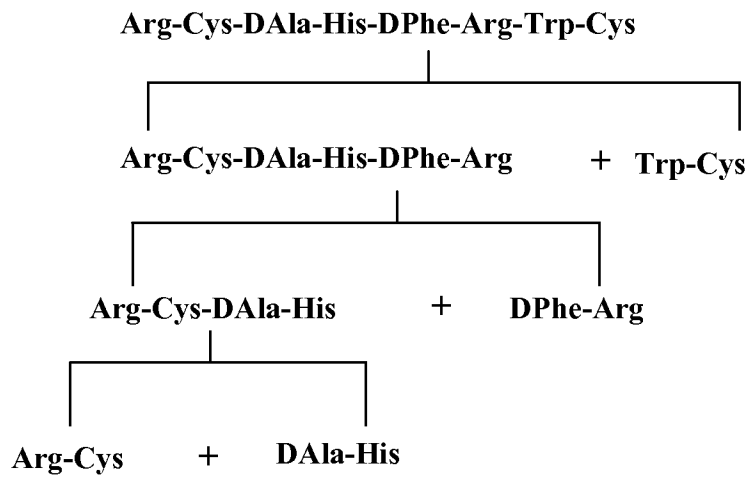 Arg-Cys-DAla-His-DPhe-Arg-Trp-Cys
Arg-Cys-DAla-His-DPhe-Arg + Trp-Cys
Arg-Cys-DAla-His + DPhe-Arg
Arg-Cys + DAla-His